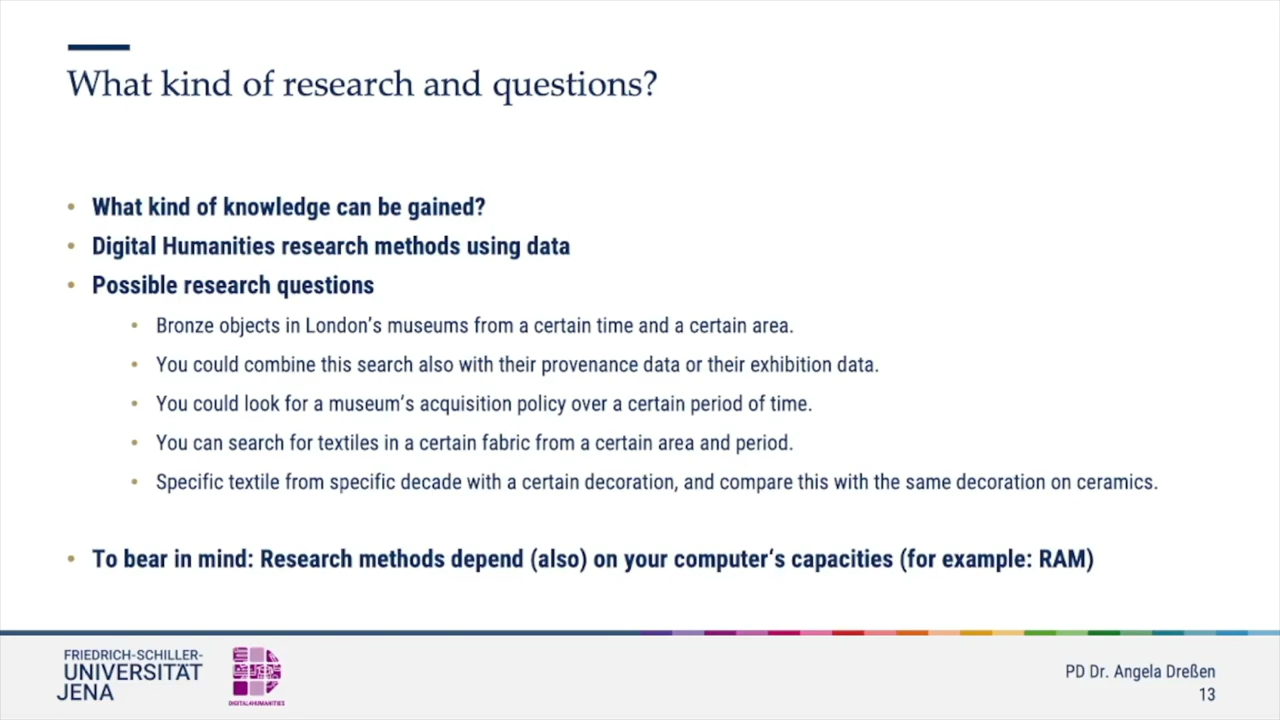 What kind of research and questions?
• What kind of knowledge can be gained?
• Digital Humanities research methods using data
• Possible research questions
• Bronze objects in London’s museums from a certain time and a certain area.
• You could combine this search also with their provenance data or their exhibition data.
• You could look for a museum’s acquisition policy over a certain period of time.
• You can search for textiles in a certain fabric from a certain area and period.
• Specific textile from specific decade with a certain decoration, and compare this with the same decoration on ceramics.
• To bear in mind: Research methods depend (also) on your computer‘s capacities (for example: RAM)
FRIEDRICH-SCHILLER-
UNIVERSITÄT
JENA
DIGITAL4HUMANITIES
PD Dr. Angela Dreßen
13